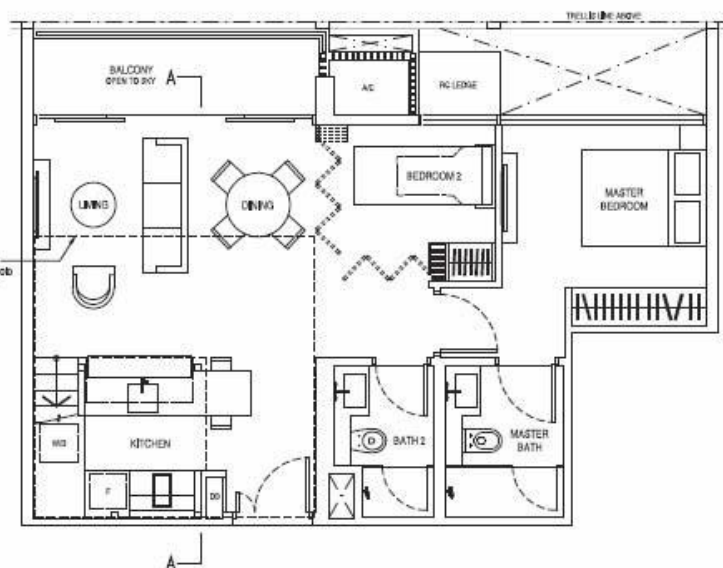 TRELLIS LINE ABOVE
BALCONY
OPEN TO SKY
A
A/C
RC LEDGE
LIVING
DINING
BEDROOM 2
MASTER
BEDROOM
KITCHEN
F
BATH 2
MASTER
BATH
A